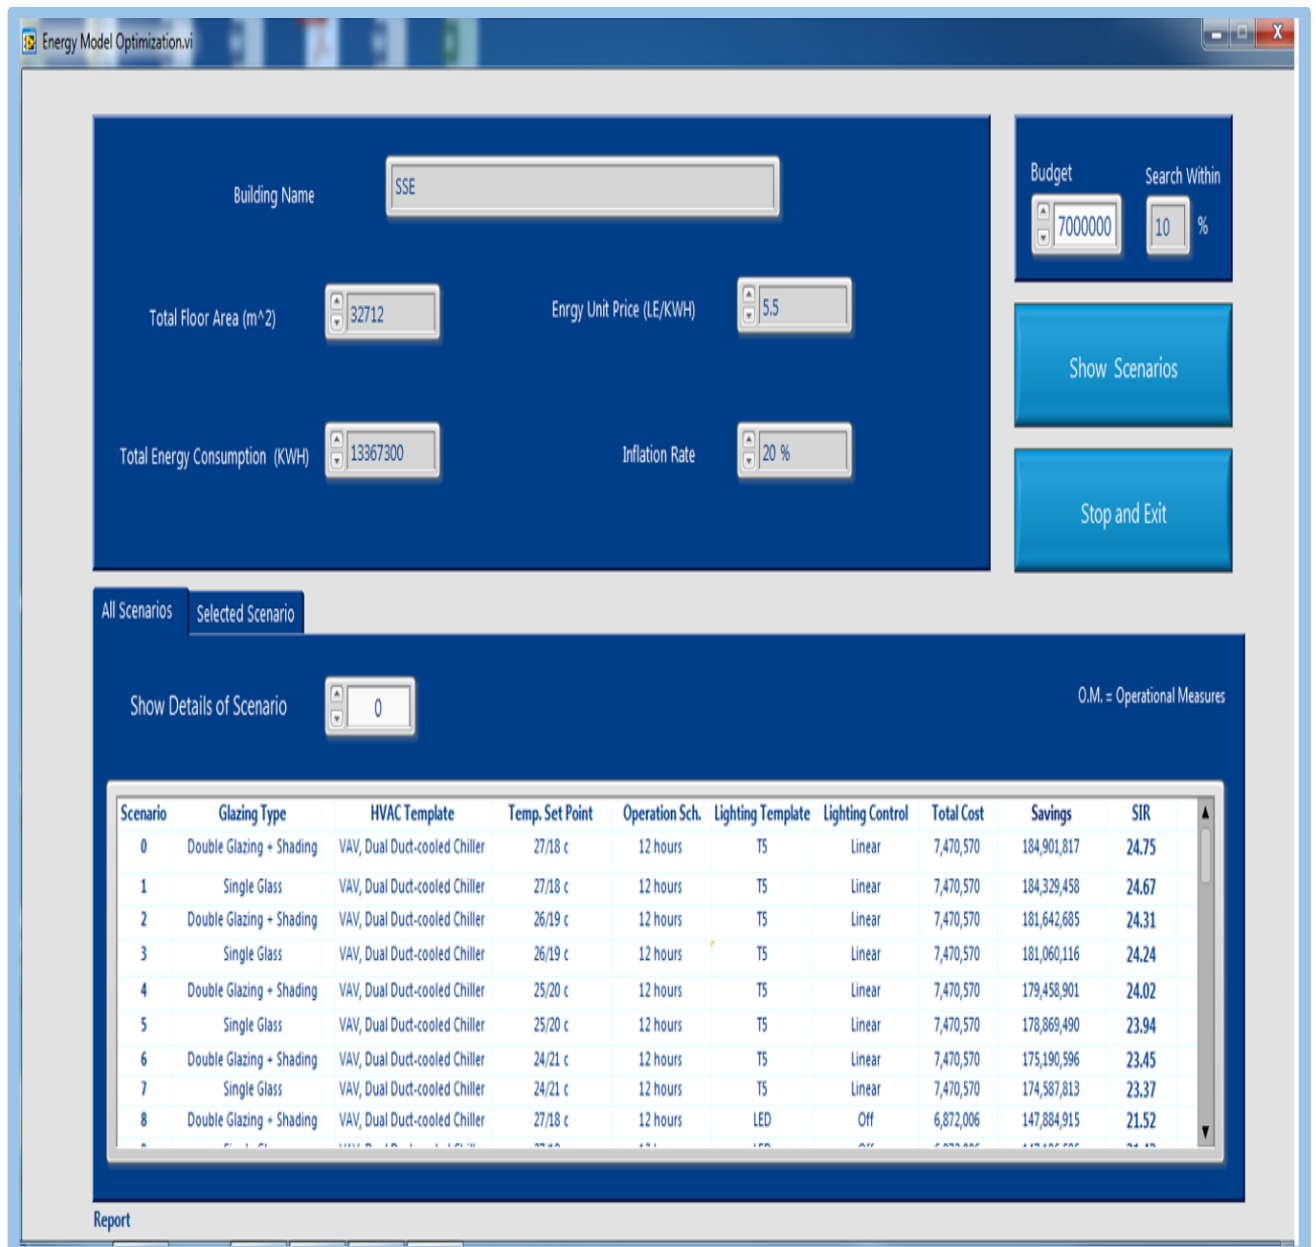 Energy Model Optimization.vi
Building Name
SSE
Budget
Search Within
7000000
10 %
Total Floor Area (m^2)
32712
Enrgy Unit Price (LE/KWH)
5.5
Show Scenarios
Total Energy Consumption (KWH)
13367300
Inflation Rate
20 %
Stop and Exit
All Scenarios
Selected Scenario
Show Details of Scenario
0
O.M. = Operational Measures
Scenario Glazing Type HVAC Template Temp. Set Point Operation Sch. Lighting Template Lighting Control Total Cost Savings SIR
0 Double Glazing + Shading VAV, Dual Duct-cooled Chiller 27/18 c 12 hours T5 Linear 7,470,570 184,901,817 24.75
1 Single Glass VAV, Dual Duct-cooled Chiller 27/18 c 12 hours T5 Linear 7,470,570 184,329,458 24.67
2 Double Glazing + Shading VAV, Dual Duct-cooled Chiller 26/19 c 12 hours T5 Linear 7,470,570 181,642,685 24.31
3 Single Glass VAV, Dual Duct-cooled Chiller 26/19 c 12 hours T5 Linear 7,470,570 181,060,116 24.24
4 Double Glazing + Shading VAV, Dual Duct-cooled Chiller 25/20 c 12 hours T5 Linear 7,470,570 179,458,901 24.02
5 Single Glass VAV, Dual Duct-cooled Chiller 25/20 c 12 hours T5 Linear 7,470,570 178,869,490 23.94
6 Double Glazing + Shading VAV, Dual Duct-cooled Chiller 24/21 c 12 hours T5 Linear 7,470,570 175,190,596 23.45
7 Single Glass VAV, Dual Duct-cooled Chiller 24/21 c 12 hours T5 Linear 7,470,570 174,587,813 23.37
8 Double Glazing + Shading VAV, Dual Duct-cooled Chiller 27/18 c 12 hours LED Off 6,872,006 147,884,915 21.52
Report